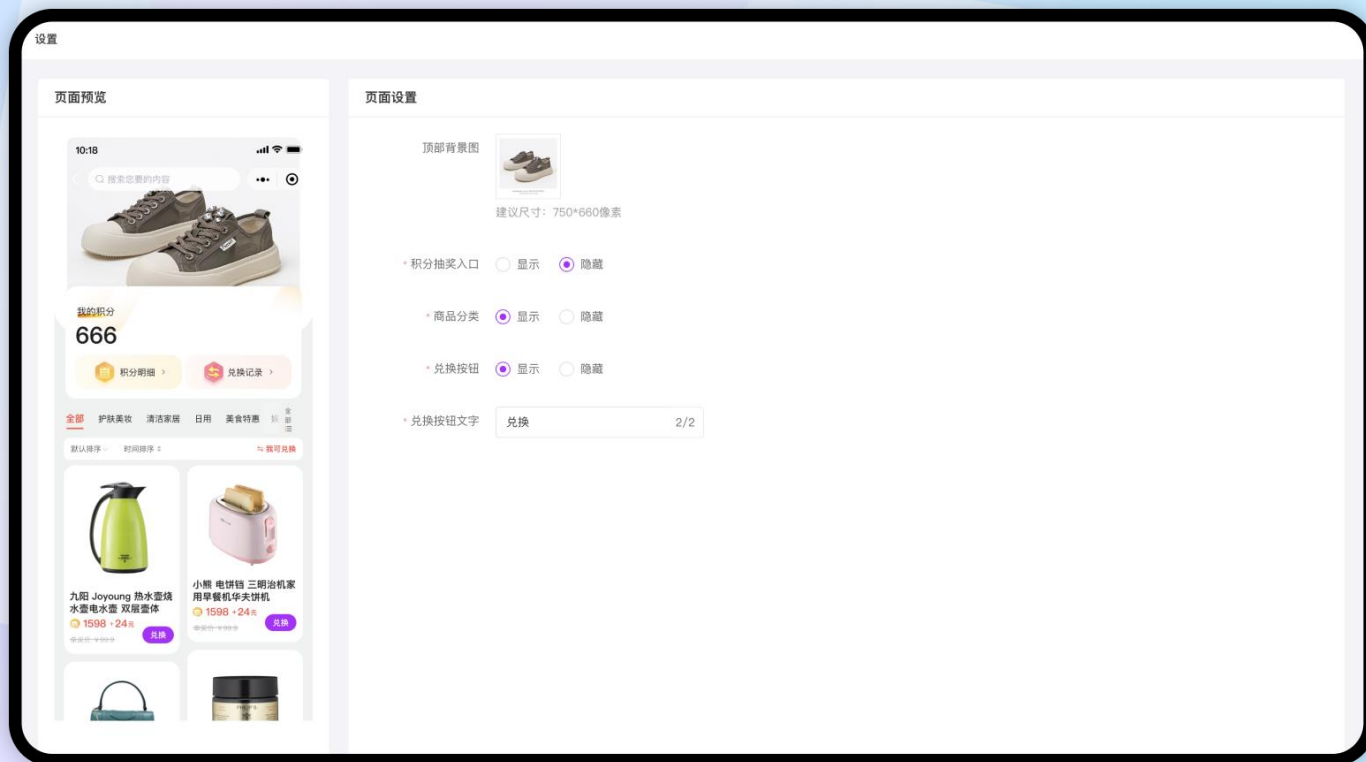 设置
页面预览
10:18
搜索您要的内容
我的积分
666
积分明细 >
兑换记录 >
全部 护肤美妆 清洁家居 日用 美食特惠
全部
默认排序
时间排序
我可兑换
九阳 Joyoung 热水壶烧
水壶电水壶 双层壶体
1598 +24元
兑换
小熊 电饼铛 三明治机家
用早餐机华夫饼机
1598 +24元
兑换
页面设置
顶部背景图
建议尺寸：750*660像素
* 积分抽奖入口 显示 隐藏
* 商品分类 显示 隐藏
* 兑换按钮 显示 隐藏
* 兑换按钮文字 兑换 2/2